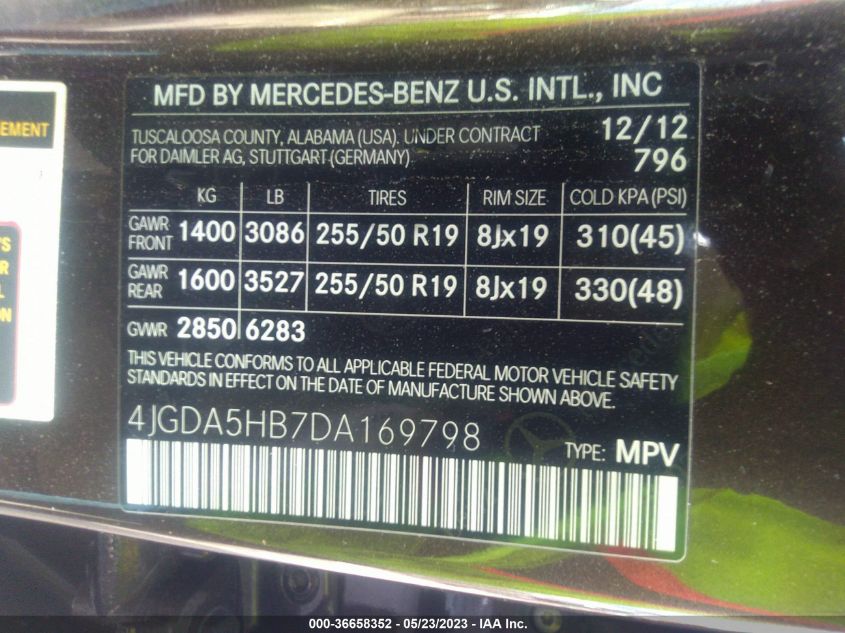 MFD BY MERCEDES-BENZ U.S. INTL., INC
TUSCALOOSA COUNTY, ALABAMA (USA). UNDER CONTRACT 12/12
FOR DAIMLER AG, STUTTGART (GERMANY) 796
KG LB TIRES RIM SIZE COLD KPA (PSI)
GAWR FRONT 1400 3086 255/50 R19 8Jx19 310(45)
GAWR REAR 1600 3527 255/50 R19 8Jx19 330(48)
GVWR 2850 6283
THIS VEHICLE CONFORMS TO ALL APPLICABLE FEDERAL MOTOR VEHICLE SAFETY
STANDARDS IN EFFECT ON THE DATE OF MANUFACTURE SHOWN ABOVE.
4JGDA5HB7DA169798
TYPE: MPV
000-36658352 - 05/23/2023 - IAA Inc.